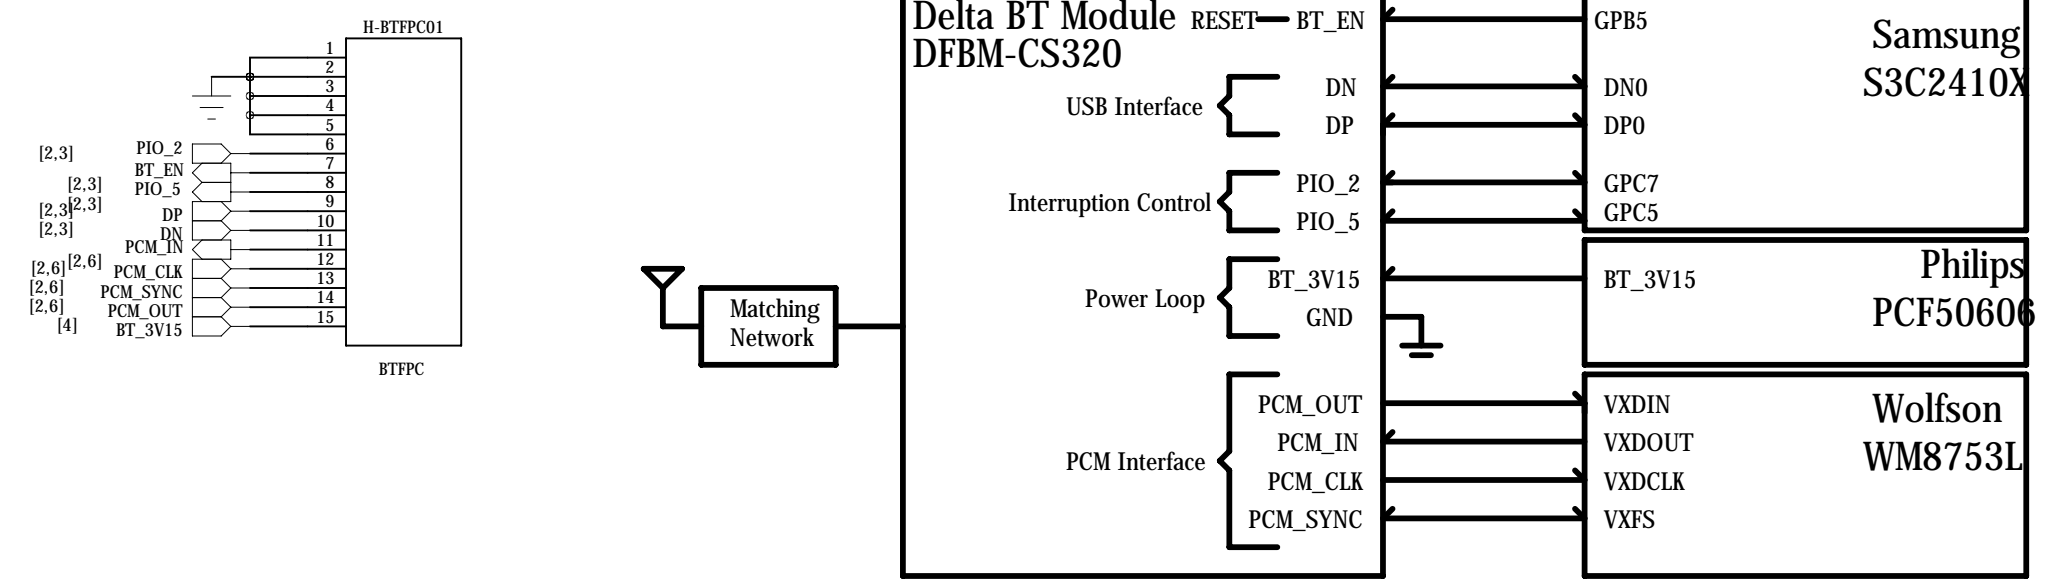 H-BTFPC01
1
2
3
4
5
6
7
8
9
10
11
12
13
14
15
[2,3] PIO_2
BT_EN
[2,3] PIO_5
[2,3]
[2,3] DP
[2,3] DN
PCM_IN
[2,6]
[2,6] PCM_CLK
[2,6] PCM_SYNC
[2,6] PCM_OUT
[4] BT_3V15
BTFPC
Matching
Network
Delta BT Module
DFBM-CS320
RESET BT_EN
USB Interface
DN
DP
Interruption Control
PIO_2
PIO_5
Power Loop
BT_3V15
GND
PCM Interface
PCM_OUT
PCM_IN
PCM_CLK
PCM_SYNC
GPB5
Samsung
S3C2410X
DN0
DP0
GPC7
GPC5
Philips
PCF50606
BT_3V15
Wolfson
WM8753L
VXDIN
VXDOUT
VXDCLK
VXFS